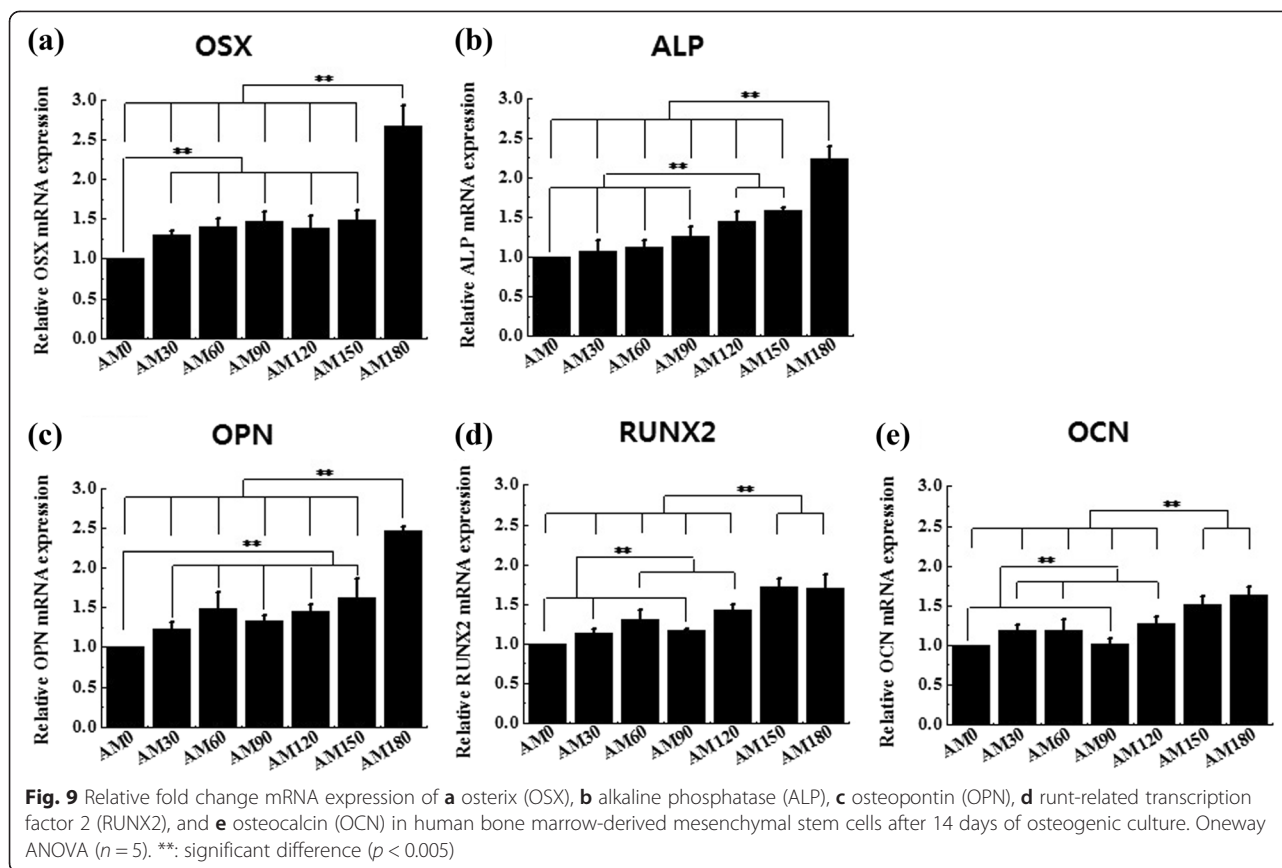 (a) OSX
**
**
Relative OSX mRNA expression
3.0
2.5
2.0
1.5
1.0
0.5
0.0
AM0 AM30 AM60 AM90 AM120 AM150 AM180
(b) ALP
**
**
Relative ALP mRNA expression
3.0
2.5
2.0
1.5
1.0
0.5
0.0
AM0 AM30 AM60 AM90 AM120 AM150 AM180
(c) OPN
**
**
Relative OPN mRNA expression
3.0
2.5
2.0
1.5
1.0
0.5
0.0
AM0 AM30 AM60 AM90 AM120 AM150 AM180
(d) RUNX2
**
**
Relative RUNX2 mRNA expression
3.0
2.5
2.0
1.5
1.0
0.5
0.0
AM0 AM30 AM60 AM90 AM120 AM150 AM180
(e) OCN
**
**
Relative OCN mRNA expression
3.0
2.5
2.0
1.5
1.0
0.5
0.0
AM0 AM30 AM60 AM90 AM120 AM150 AM180
Fig. 9 Relative fold change mRNA expression of a osterix (OSX), b alkaline phosphatase (ALP), c osteopontin (OPN), d runt-related transcription
factor 2 (RUNX2), and e osteocalcin (OCN) in human bone marrow-derived mesenchymal stem cells after 14 days of osteogenic culture. Oneway
ANOVA (n = 5). **: significant difference (p < 0.005)